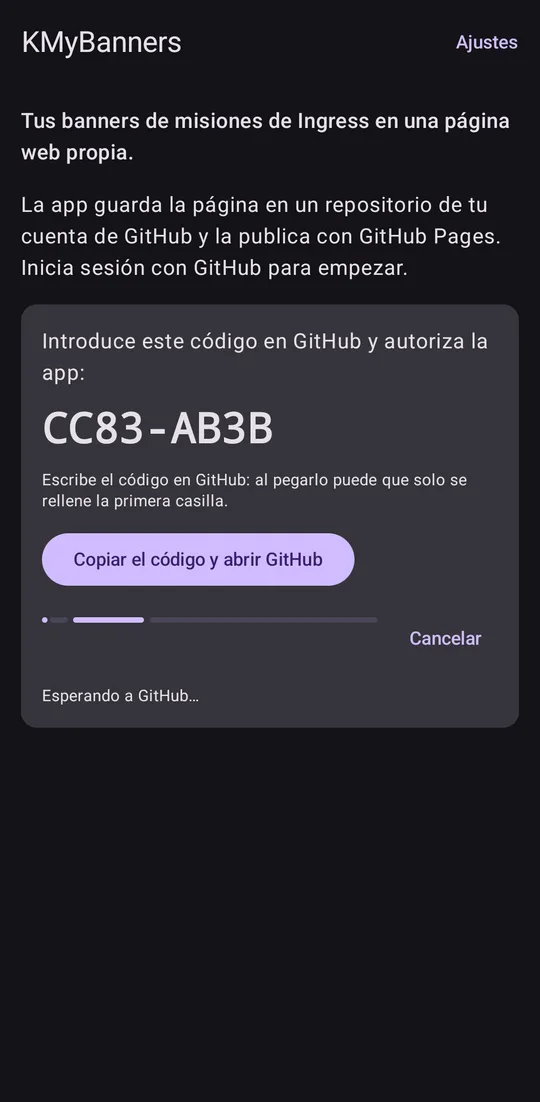 KMyBanners
Ajustes
Tus banners de misiones de Ingress en una página
web propia.
La app guarda la página en un repositorio de tu
cuenta de GitHub y la publica con GitHub Pages.
Inicia sesión con GitHub para empezar.
Introduce este código en GitHub y autoriza la
app:
CC83-AB3B
Escribe el código en GitHub: al pegarlo puede que solo se
rellene la primera casilla.
Copiar el código y abrir GitHub
Cancelar
Esperando a GitHub…